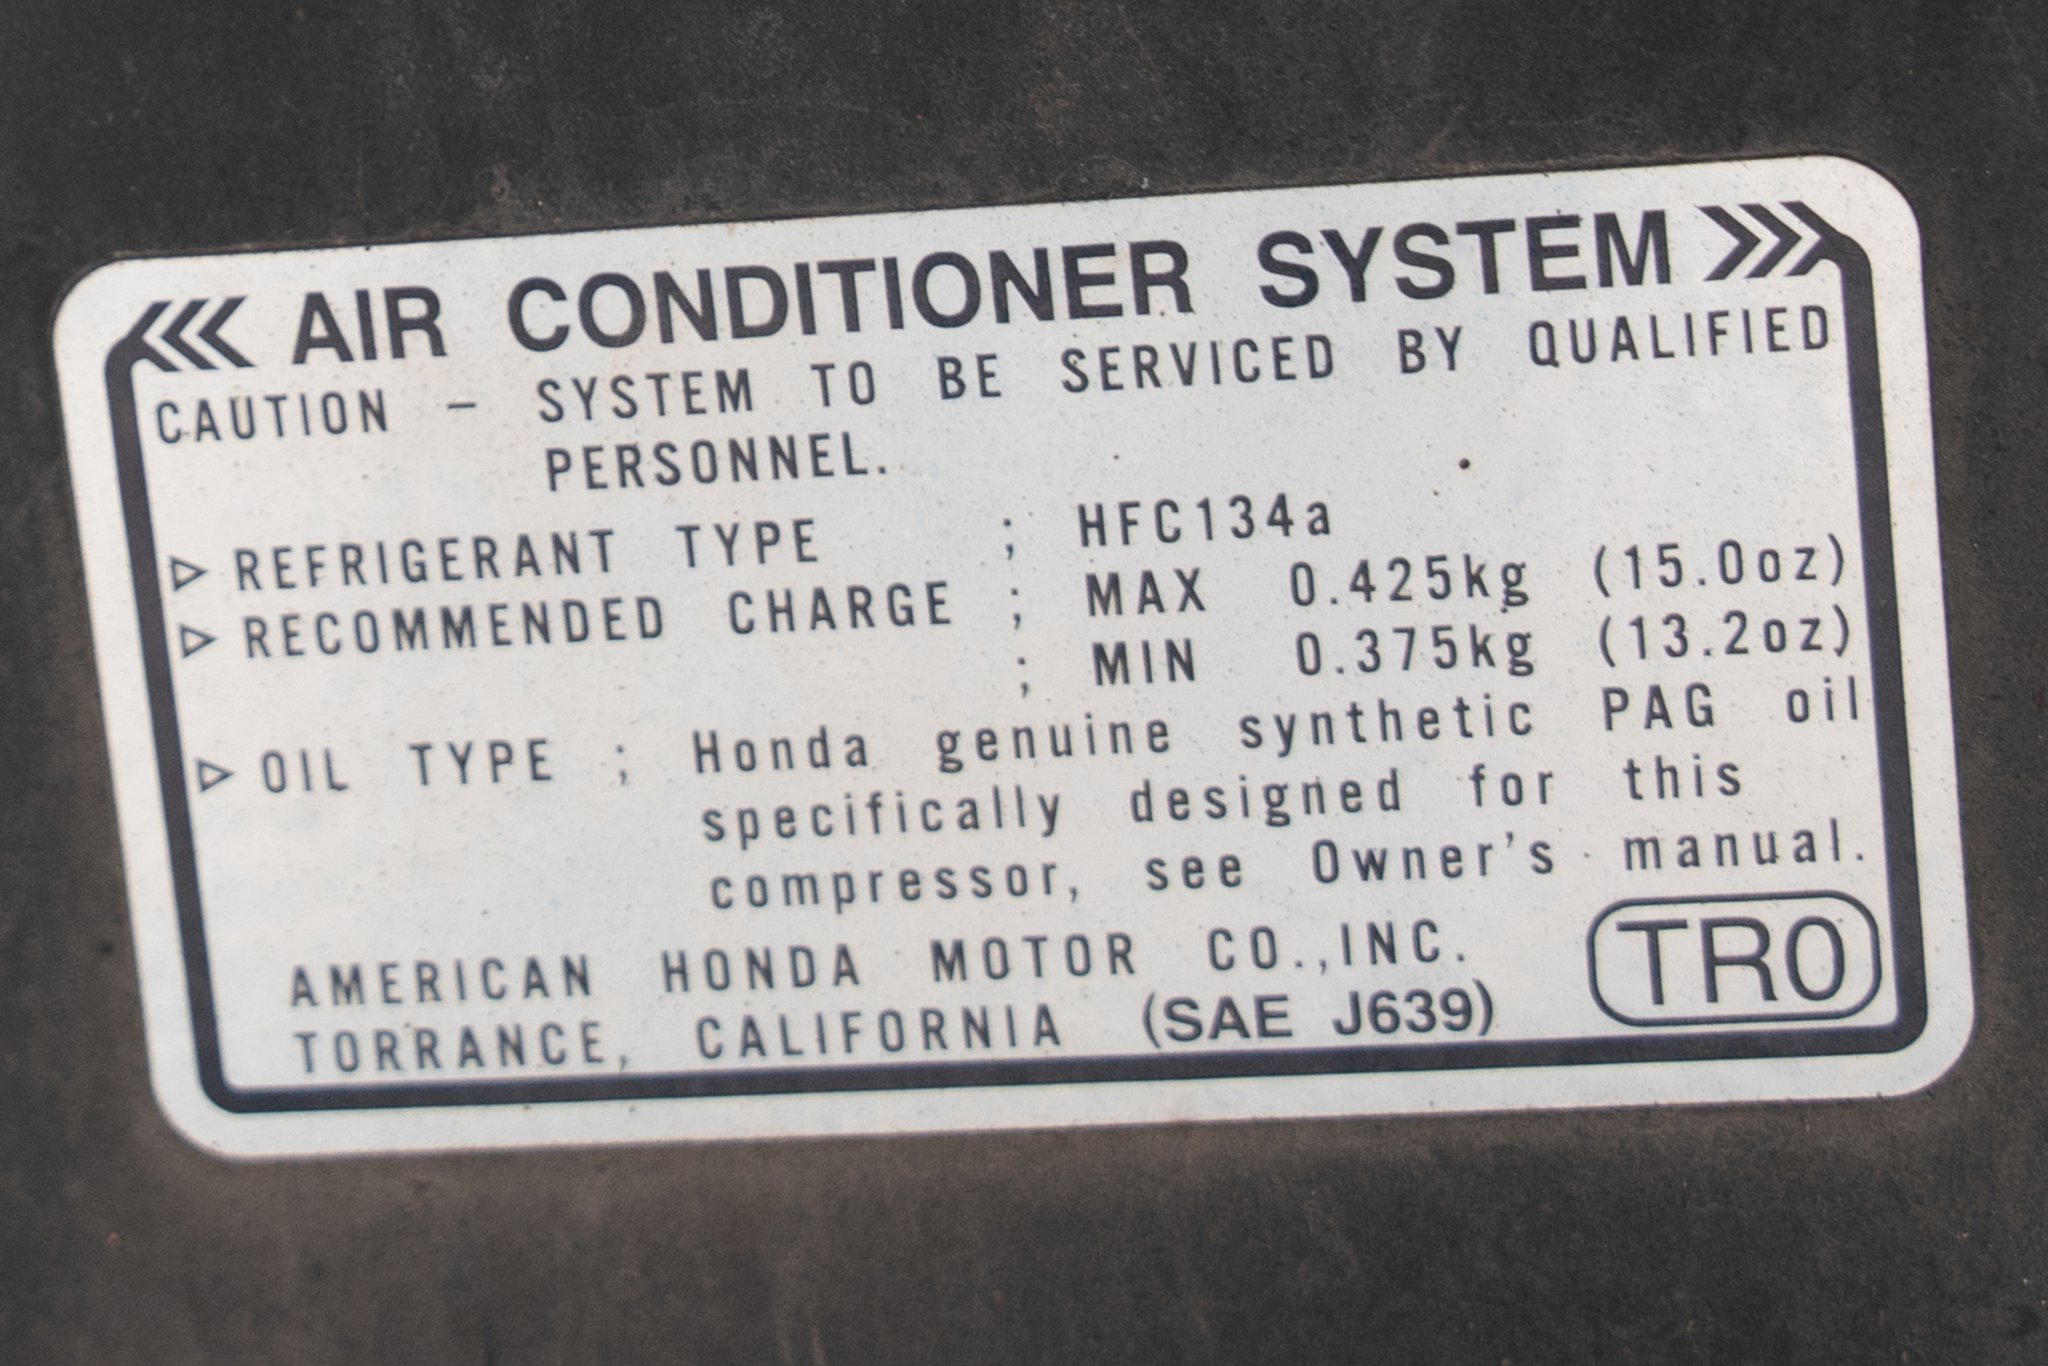 AIR CONDITIONER SYSTEM
CAUTION - SYSTEM TO BE SERVICED BY QUALIFIED
PERSONNEL.
▷ REFRIGERANT TYPE ; HFC134a
▷ RECOMMENDED CHARGE ; MAX 0.425kg (15.0oz)
; MIN 0.375kg (13.2oz)
▷ OIL TYPE ; Honda genuine synthetic PAG oil
specifically designed for this
compressor, see Owner's manual.
AMERICAN HONDA MOTOR CO.,INC.
TORRANCE, CALIFORNIA (SAE J639)
TR0